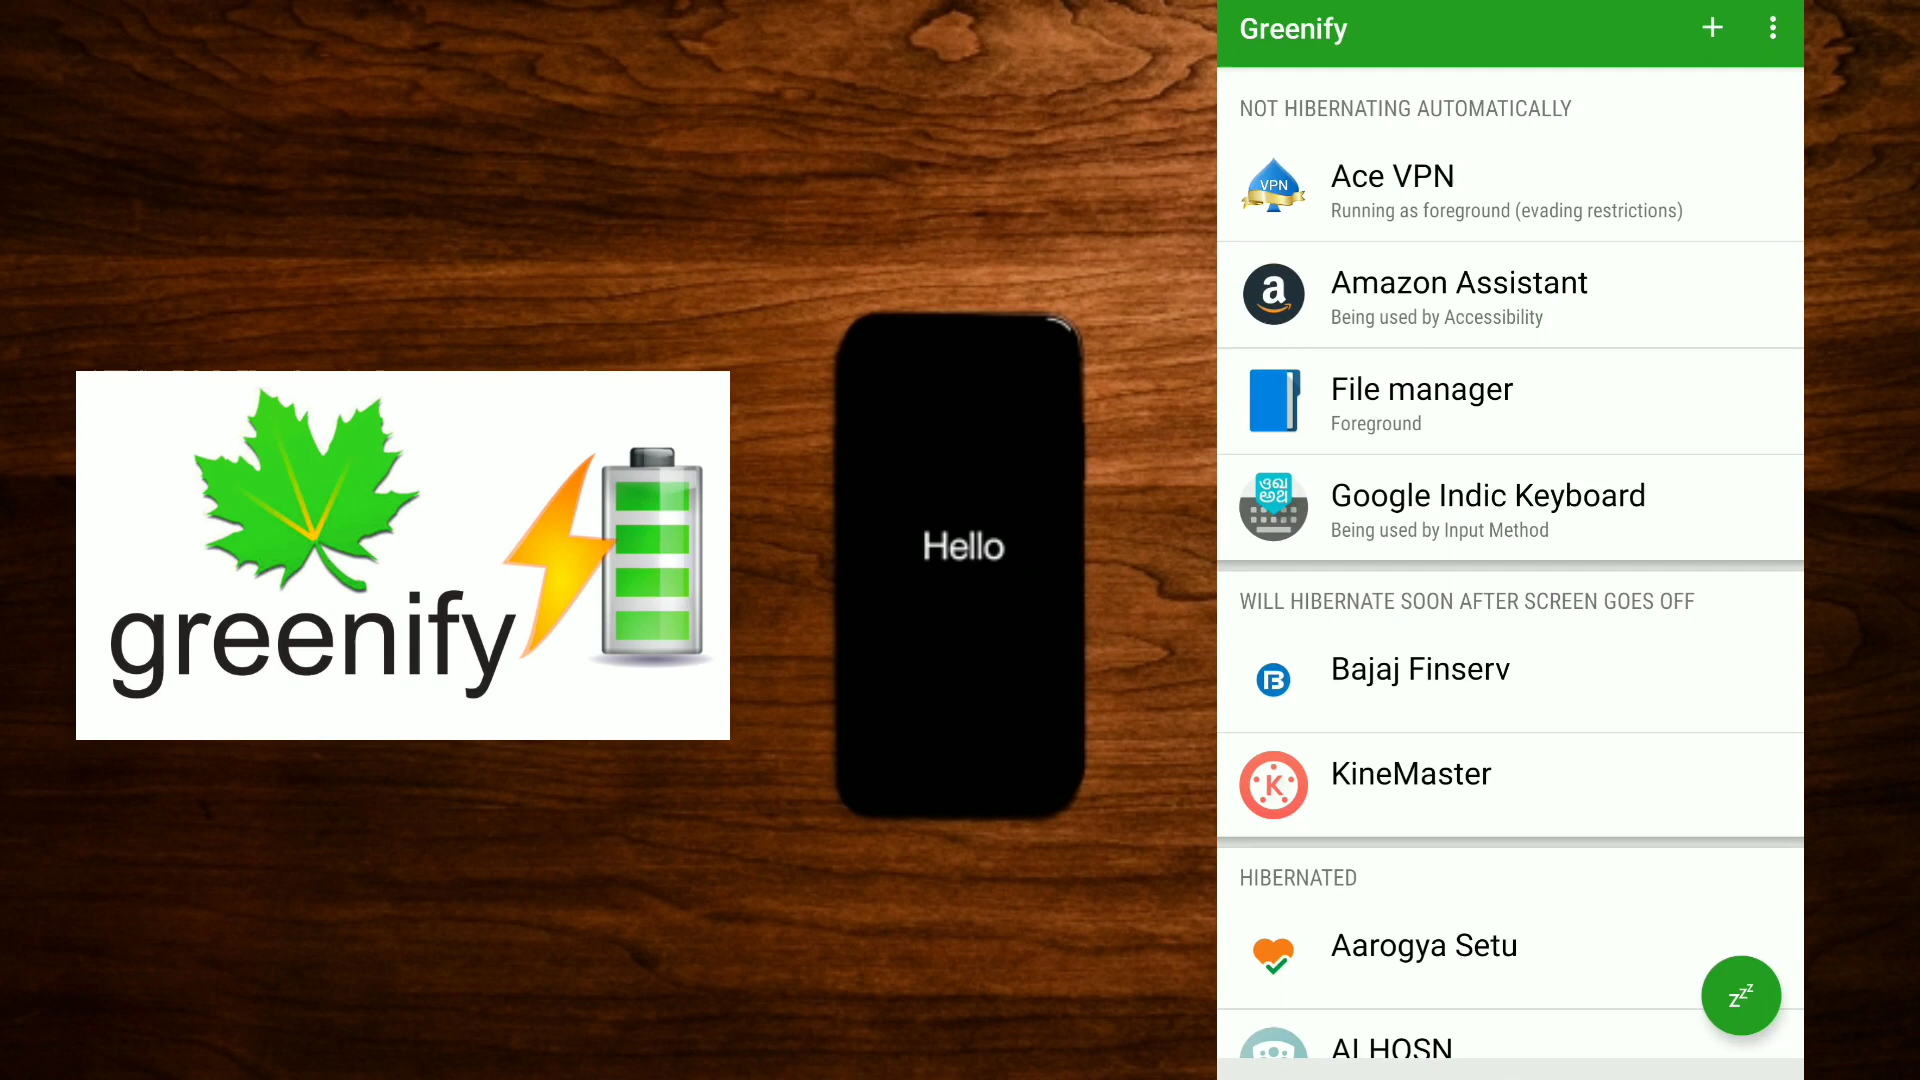 greenify
Hello
Greenify
NOT HIBERNATING AUTOMATICALLY
VPN
Ace VPN
Running as foreground (evading restrictions)
a
Amazon Assistant
Being used by Accessibility
File manager
Foreground
Google Indic Keyboard
Being used by Input Method
WILL HIBERNATE SOON AFTER SCREEN GOES OFF
B
Bajaj Finserv
K
KineMaster
HIBERNATED
Aarogya Setu
zzz
ALHOSN